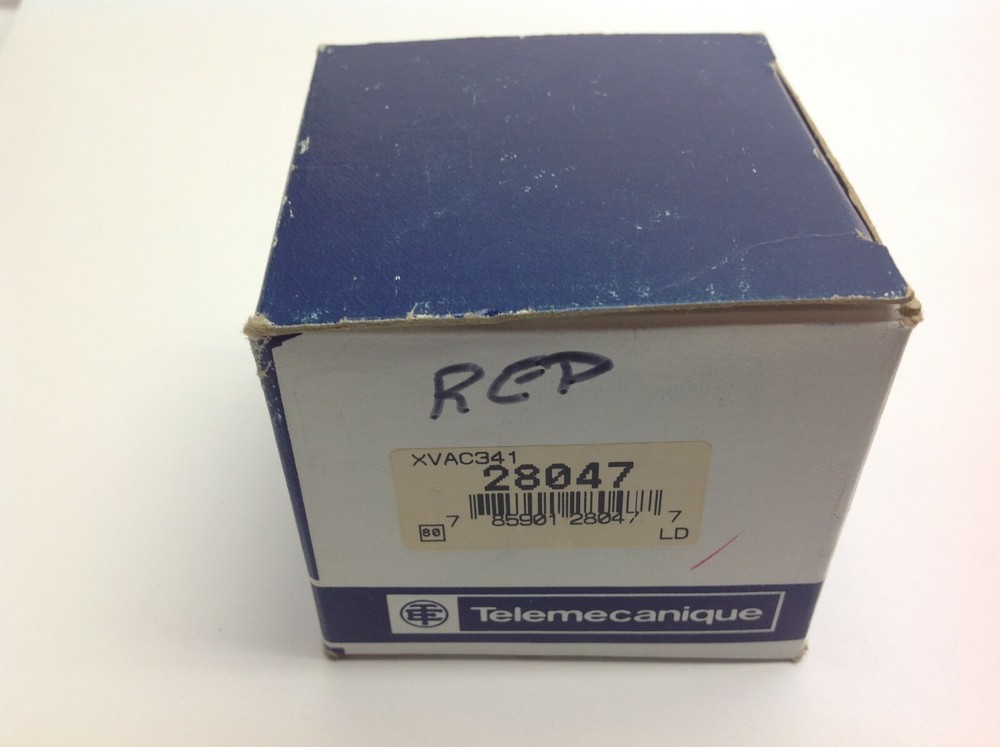 RED
XVAC341
28047
7 85901 28047 7
80
LD
Telemecanique